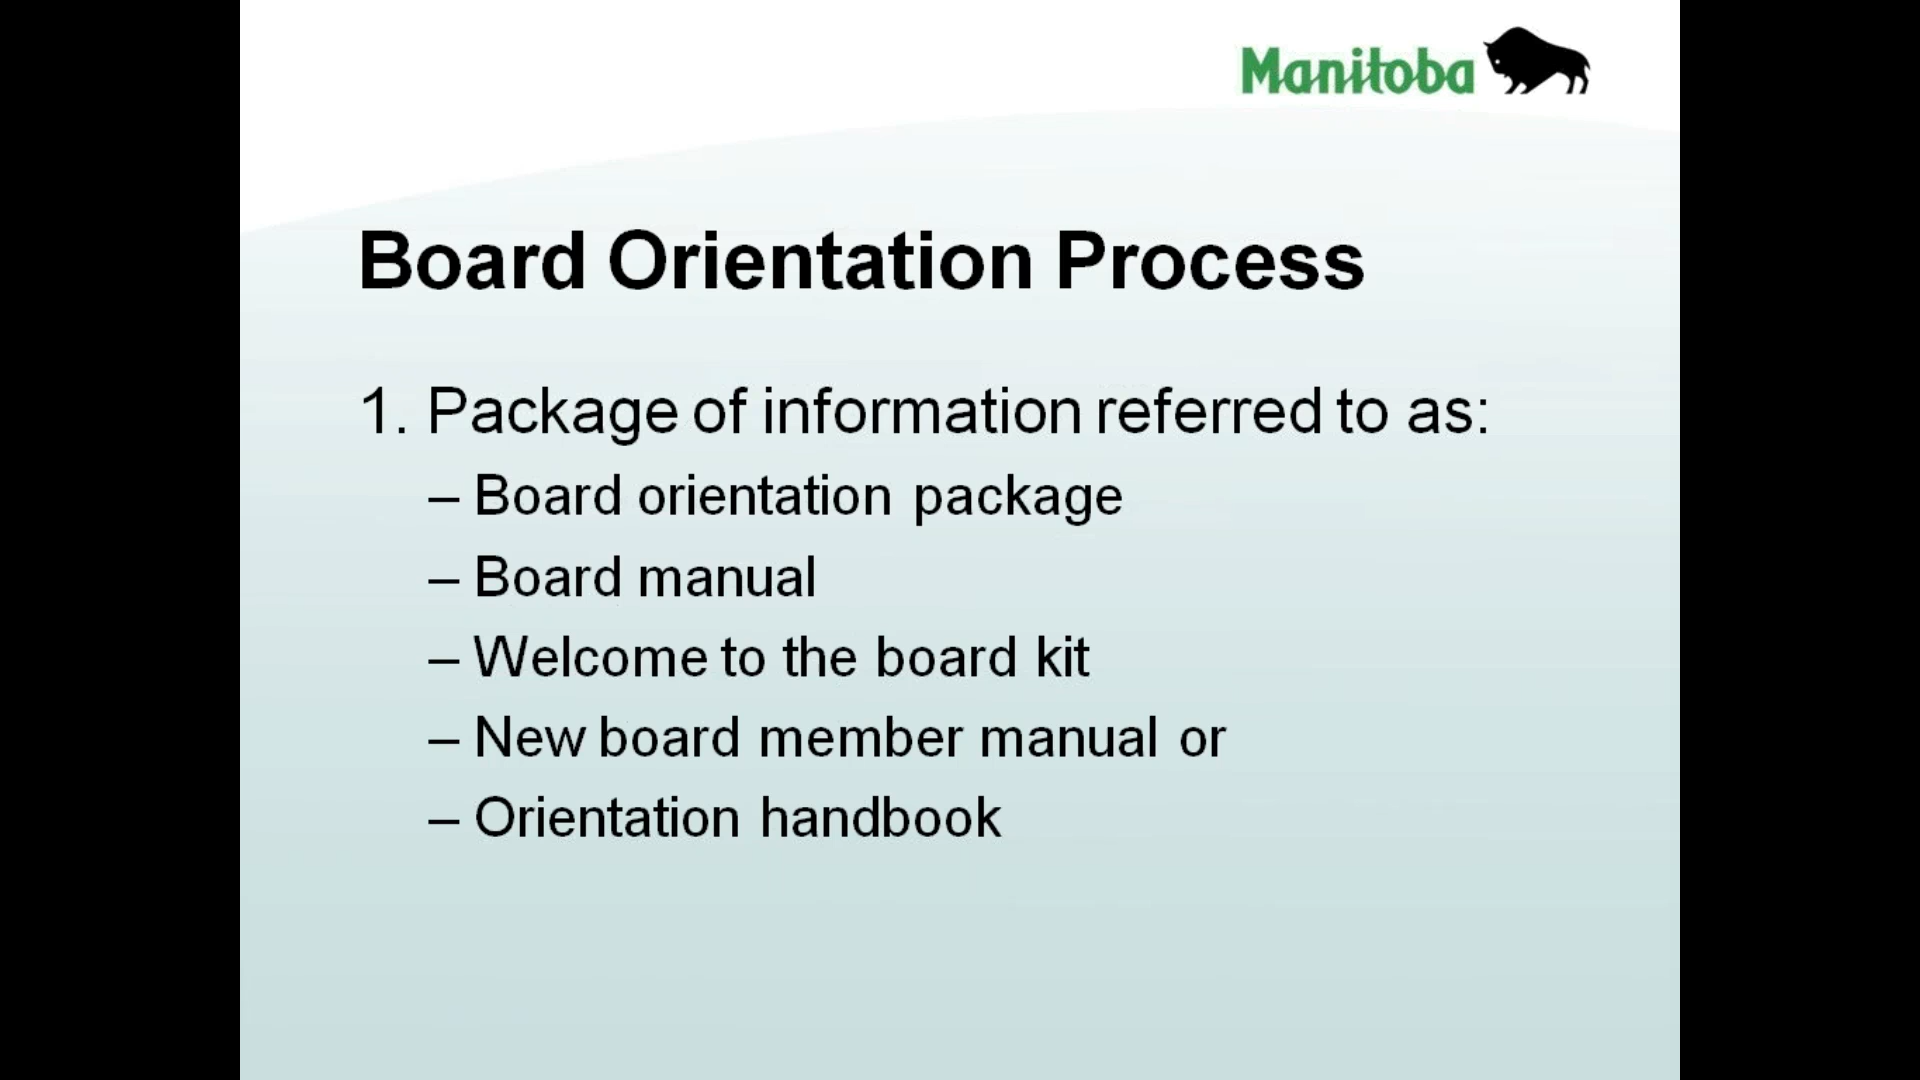 Manitoba
Board Orientation Process
1. Package of information referred to as:
– Board orientation package
– Board manual
– Welcome to the board kit
– New board member manual or
– Orientation handbook